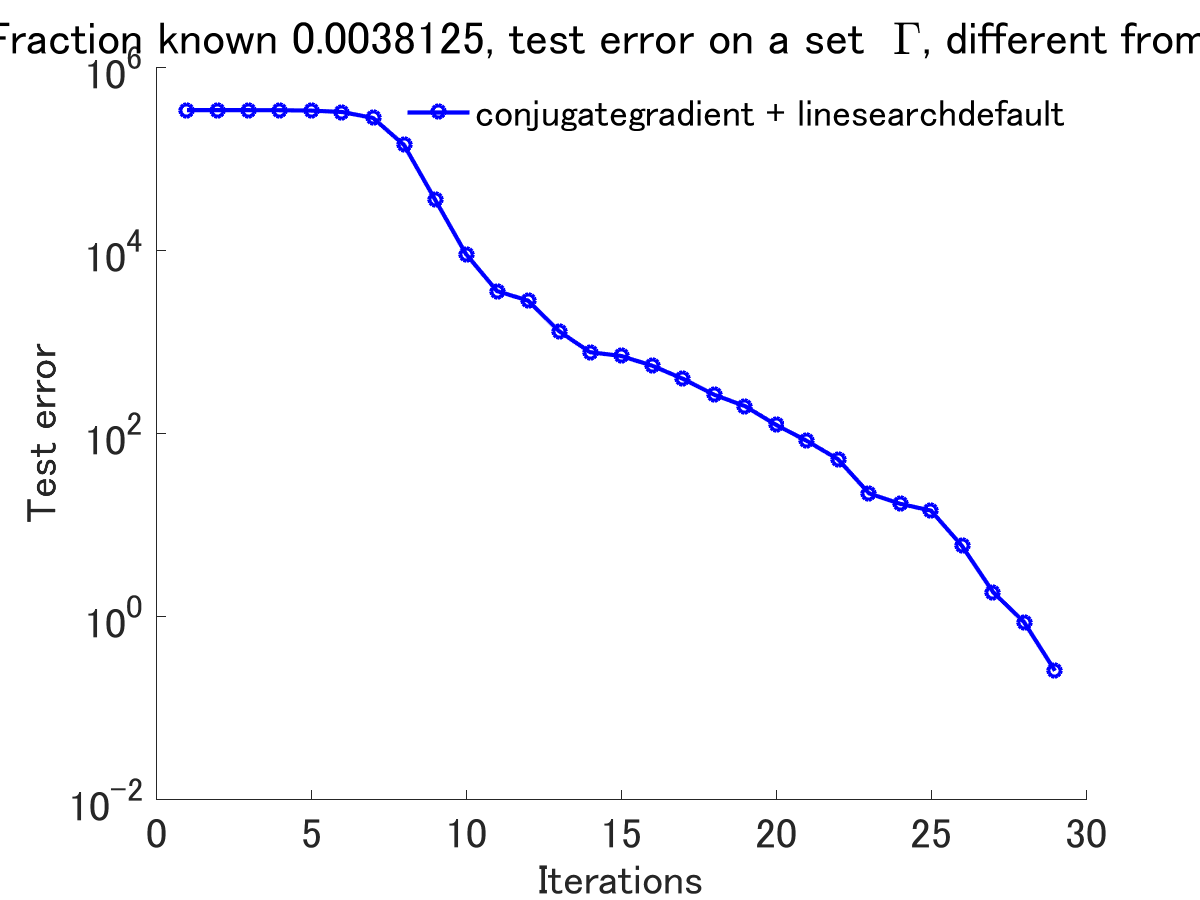 Fraction known 0.0038125, test error on a set Γ, different from
10^6
conjugategradient + linesearchdefault
10^4
10^2
10^0
10^-2
Test error
0 5 10 15 20 25 30
Iterations